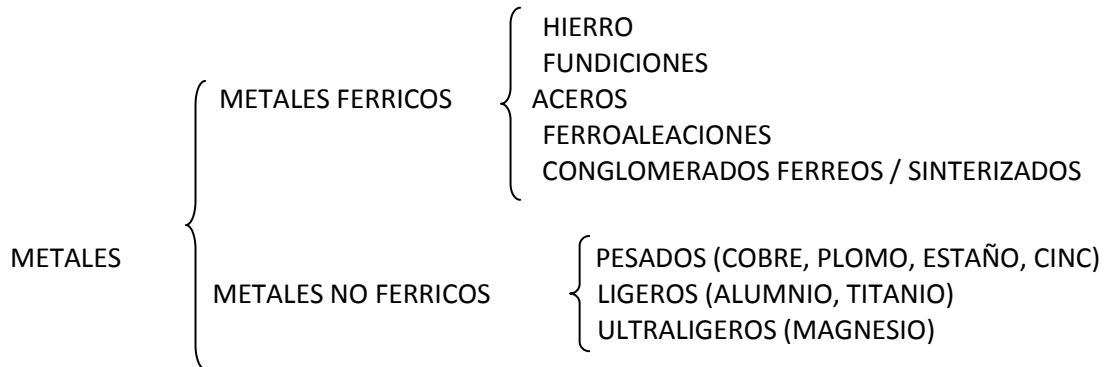 HIERRO
FUNDICIONES
METALES FERRICOS ACEROS
FERROALEACIONES
CONGLOMERADOS FERREOS / SINTERIZADOS
METALES PESADOS (COBRE, PLOMO, ESTAÑO, CINC)
METALES NO FERRICOS LIGEROS (ALUMNIO, TITANIO)
ULTRALIGEROS (MAGNESIO)